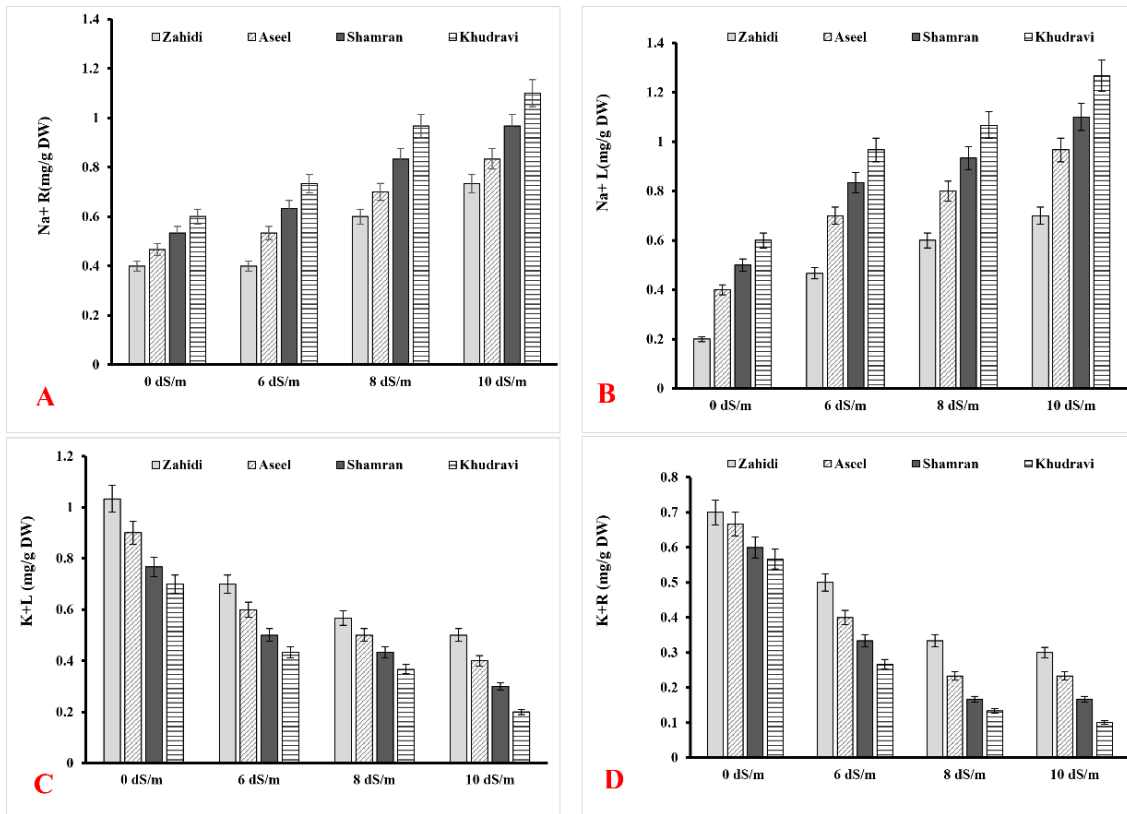 1.4
1.2
1
0.8
0.6
0.4
0.2
0
Na+ R(mg/g DW)
Zahidi Aseel Shamran Khudravi
0 dS/m 6 dS/m 8 dS/m 10 dS/m
A
1.4
1.2
1
0.8
0.6
0.4
0.2
0
Na+ L(mg/g DW)
Zahidi Aseel Shamran Khudravi
0 dS/m 6 dS/m 8 dS/m 10 dS/m
B
1.2
1
0.8
0.6
0.4
0.2
0
K+L (mg/g DW)
Zahidi Aseel Shamran Khudravi
0 dS/m 6 dS/m 8 dS/m 10 dS/m
C
0.8
0.7
0.6
0.5
0.4
0.3
0.2
0.1
0
K+R (mg/g DW)
Zahidi Aseel Shamran Khudravi
0 dS/m 6 dS/m 8 dS/m 10 dS/m
D